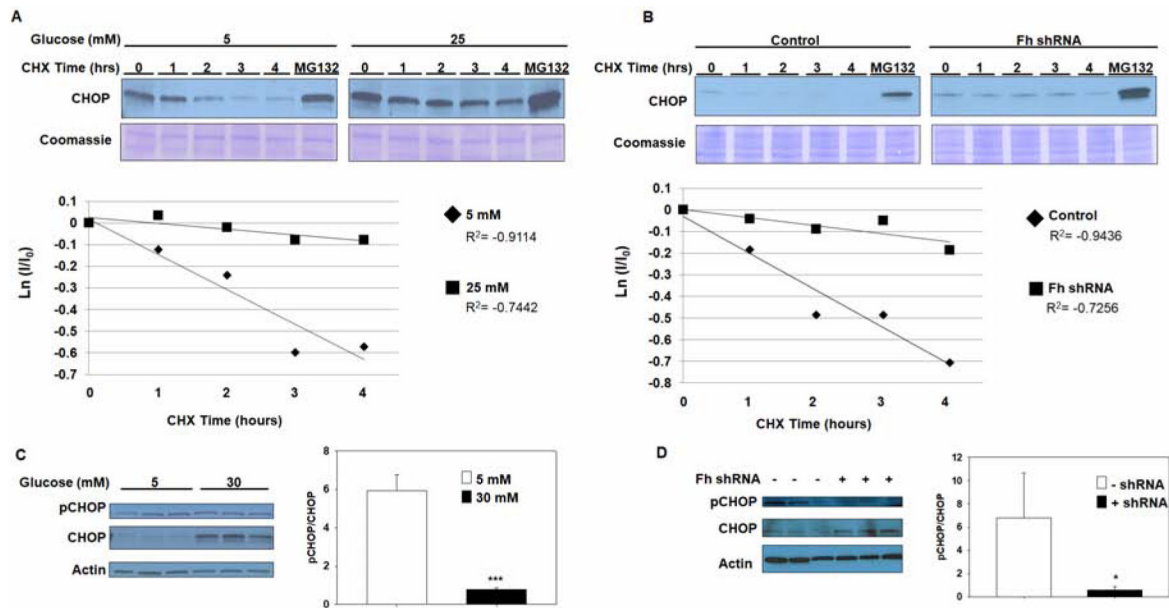 A
Glucose (mM) 5 25
CHX Time (hrs) 0 1 2 3 4 MG132 0 1 2 3 4 MG132
CHOP
Coomassie
0.1
0
-0.1
-0.2
-0.3
-0.4
-0.5
-0.6
-0.7
Ln (I/I0)
0 1 2 3 4
CHX Time (hours)
5 mM
R2= -0.9114
25 mM
R2= -0.7442
B
Control Fh shRNA
CHX Time (hrs) 0 1 2 3 4 MG132 0 1 2 3 4 MG132
CHOP
Coomassie
0.1
0
-0.1
-0.2
-0.3
-0.4
-0.5
-0.6
-0.7
-0.8
Ln (I/I0)
0 1 2 3 4
CHX Time (hours)
Control
R2= -0.9436
Fh shRNA
R2= -0.7256
C
Glucose (mM) 5 30
pCHOP
CHOP
Actin
8
6
4
2
0
pCHOP/CHOP
5 mM
30 mM
***
D
Fh shRNA - - - + + +
pCHOP
CHOP
Actin
12
10
8
6
4
2
0
pCHOP/CHOP
- shRNA
+ shRNA
*